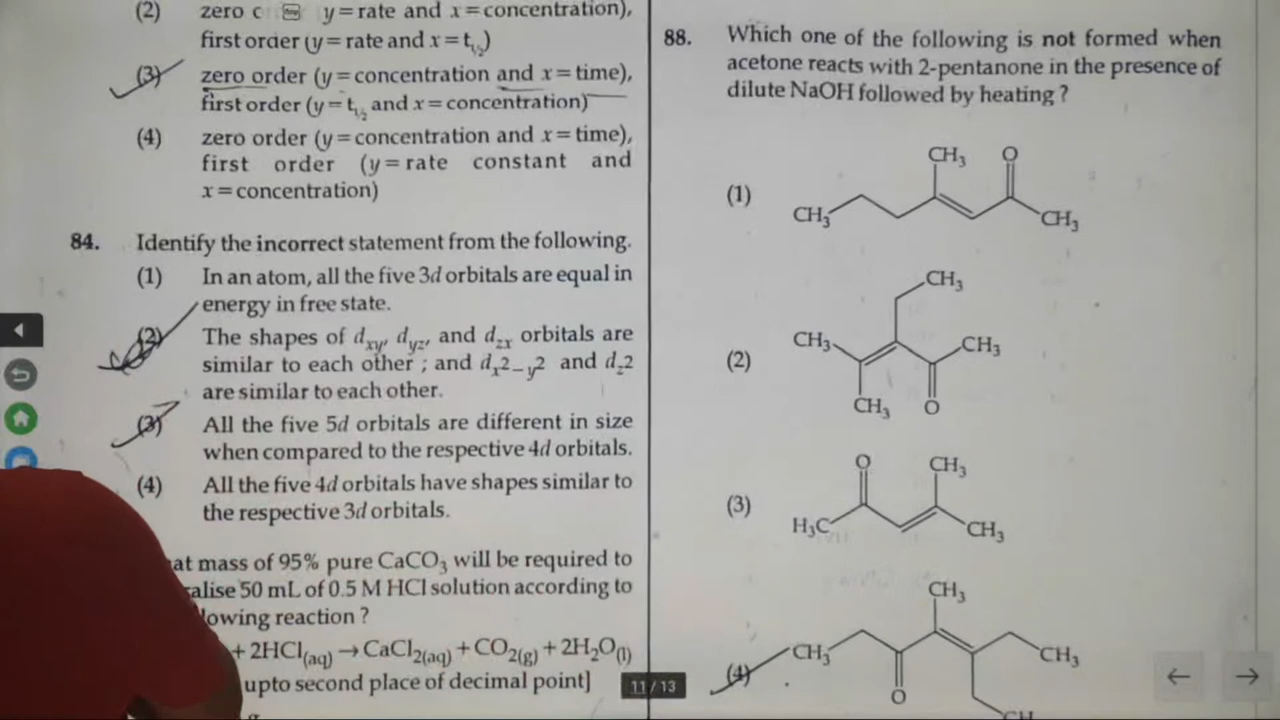 (2) zero y = rate and x = concentration),
first order (y = rate and x = t1/2)
(3) zero order (y = concentration and x = time),
first order (y = t1/2 and x = concentration)
(4) zero order (y = concentration and x = time),
first order (y = rate constant and
x = concentration)
84. Identify the incorrect statement from the following.
(1) In an atom, all the five 3d orbitals are equal in
energy in free state.
(2) The shapes of dxy, dyz, and dzx orbitals are
similar to each other ; and dx2–y2 and dz2
are similar to each other.
(3) All the five 5d orbitals are different in size
when compared to the respective 4d orbitals.
(4) All the five 4d orbitals have shapes similar to
the respective 3d orbitals.
at mass of 95% pure CaCO3 will be required to
alise 50 mL of 0.5 M HCl solution according to
lowing reaction ?
+ 2HCl(aq) → CaCl2(aq) + CO2(g) + 2H2O(l)
upto second place of decimal point]
g
88. Which one of the following is not formed when
acetone reacts with 2-pentanone in the presence of
dilute NaOH followed by heating ?
CH3 O
(1)
CH3 CH3
CH3
CH3 CH3
(2)
CH3 O
O CH3
(3)
H3C CH3
CH3
(4) CH3 CH3
O
CH
11 / 13